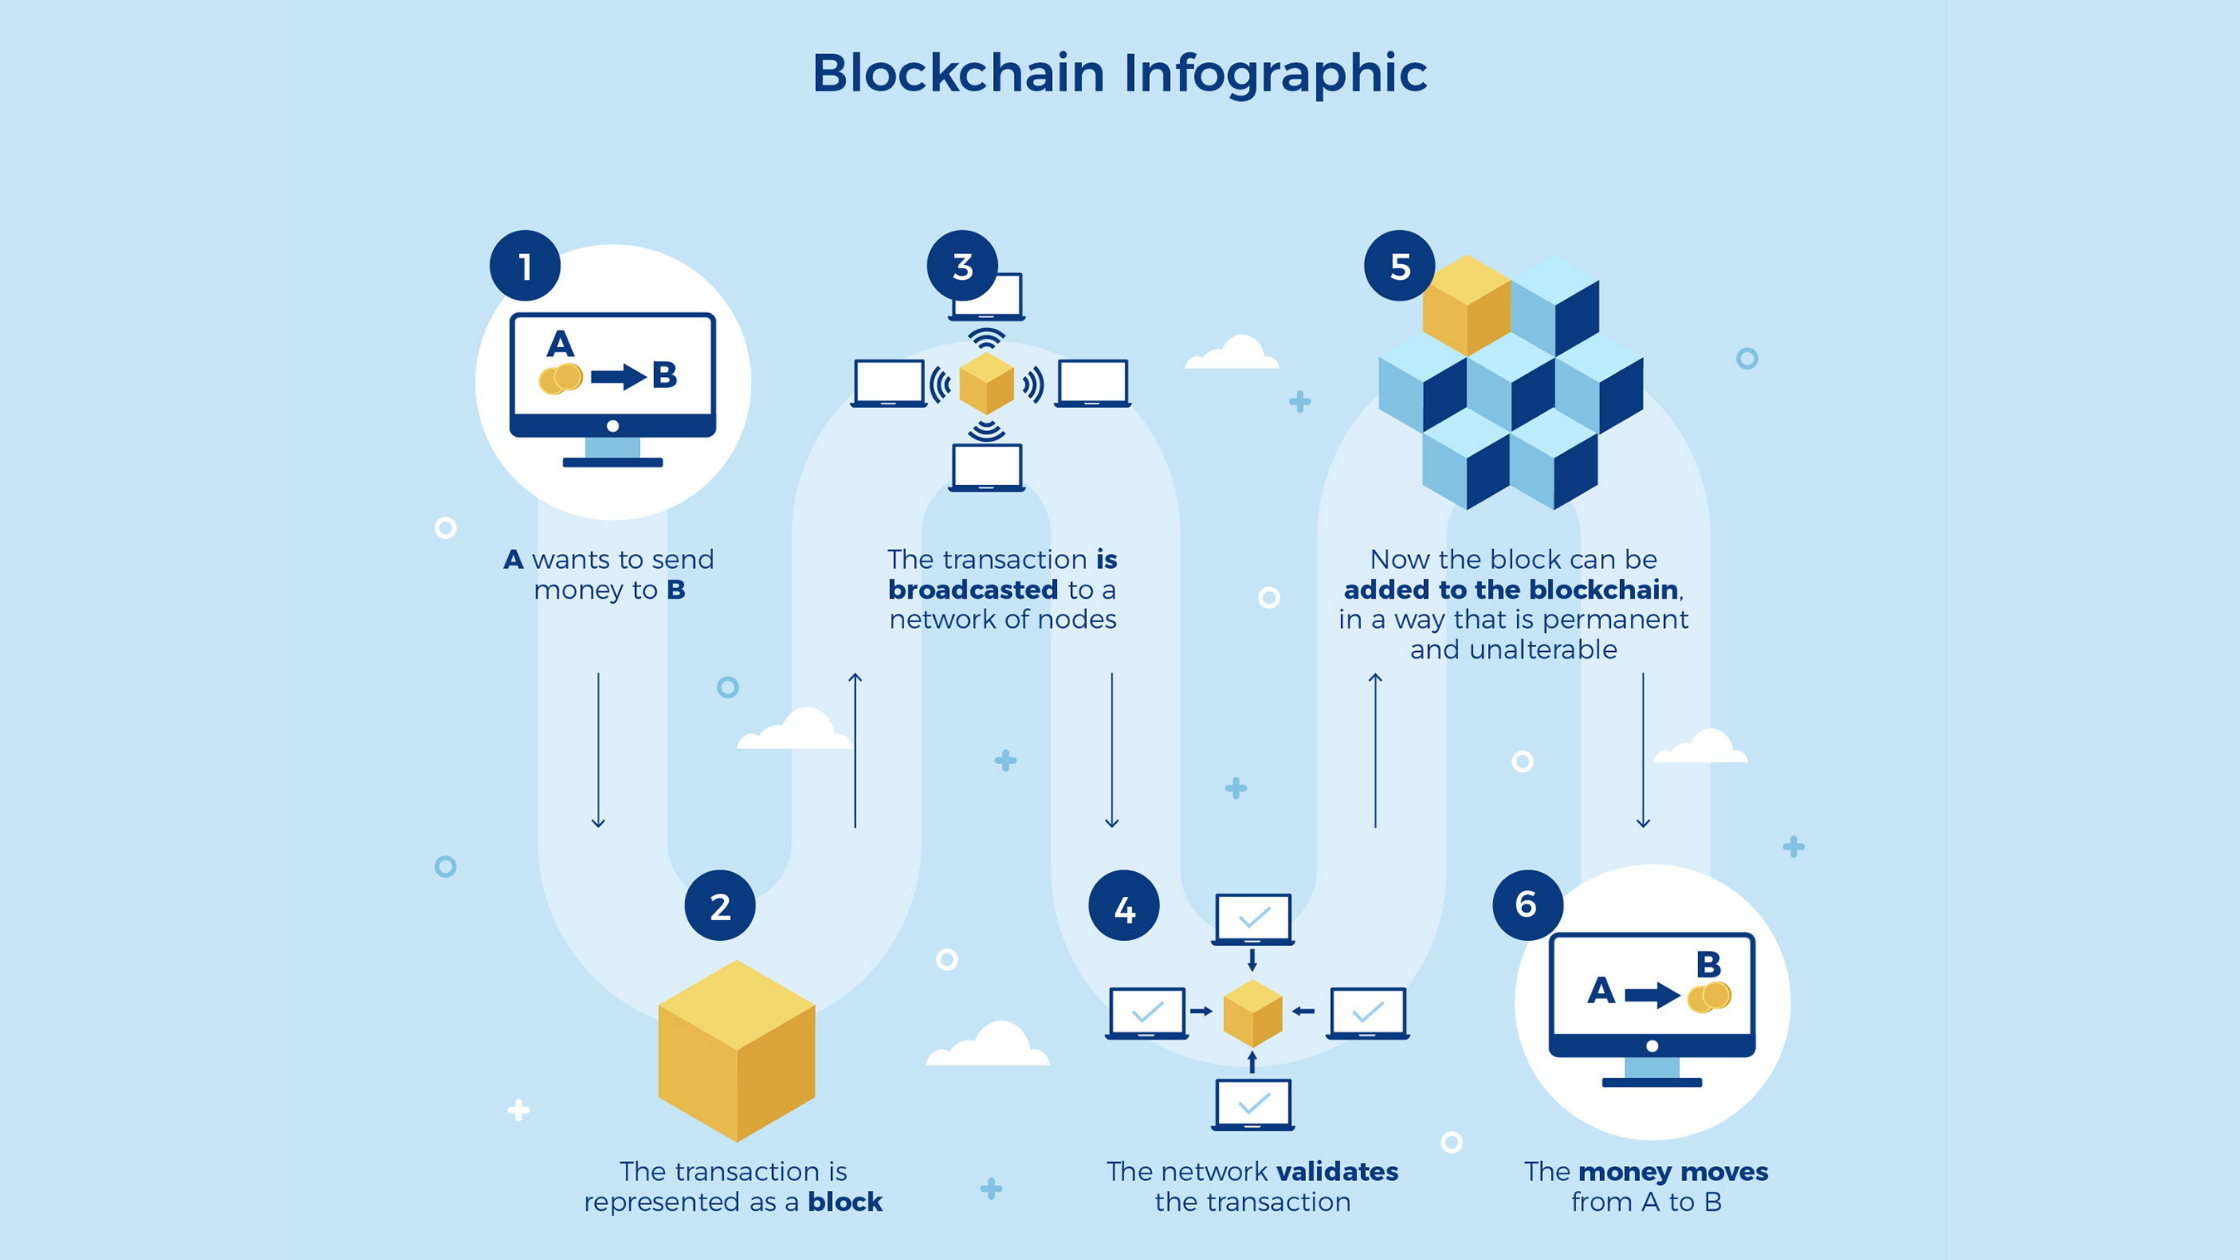 Blockchain Infographic
1
A
B
A wants to send
money to B
2
The transaction is
represented as a block
3
The transaction is
broadcasted to a
network of nodes
4
The network validates
the transaction
5
Now the block can be
added to the blockchain,
in a way that is permanent
and unalterable
6
B
A
The money moves
from A to B